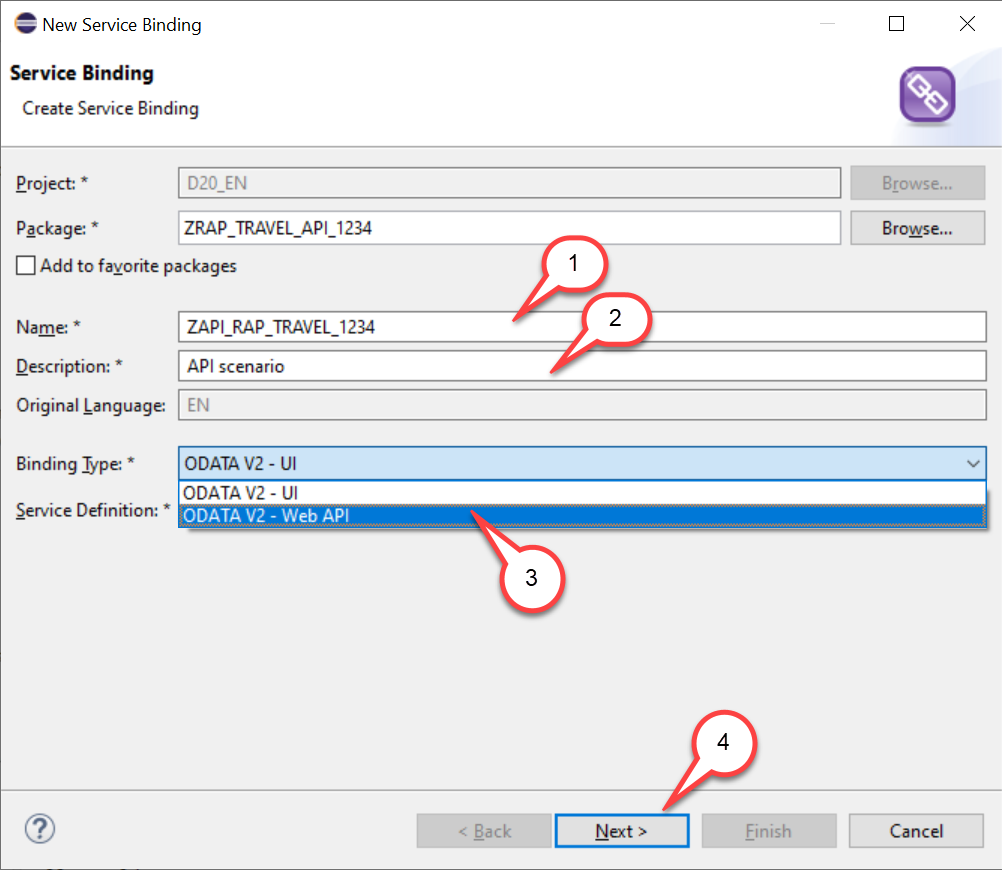 New Service Binding
Service Binding
Create Service Binding
Project: * D20_EN Browse...
Package: * ZRAP_TRAVEL_API_1234 Browse...
Add to favorite packages
1
Name: * ZAPI_RAP_TRAVEL_1234
2
Description: * API scenario
Original Language: EN
Binding Type: * ODATA V2 - UI
ODATA V2 - UI
Service Definition: * ODATA V2 - Web API
3
4
? < Back Next > Finish Cancel